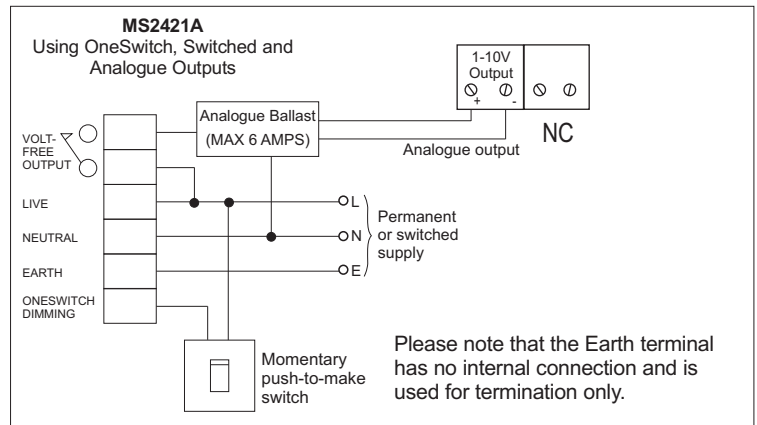 MS2421A
Using OneSwitch, Switched and
Analogue Outputs
1-10V
Output
+ -
NC
Analogue Ballast
(MAX 6 AMPS)
Analogue output
VOLT-
FREE
OUTPUT
LIVE
NEUTRAL
EARTH
ONESWITCH
DIMMING
L
N
E
Permanent
or switched
supply
Momentary
push-to-make
switch
Please note that the Earth terminal
has no internal connection and is
used for termination only.